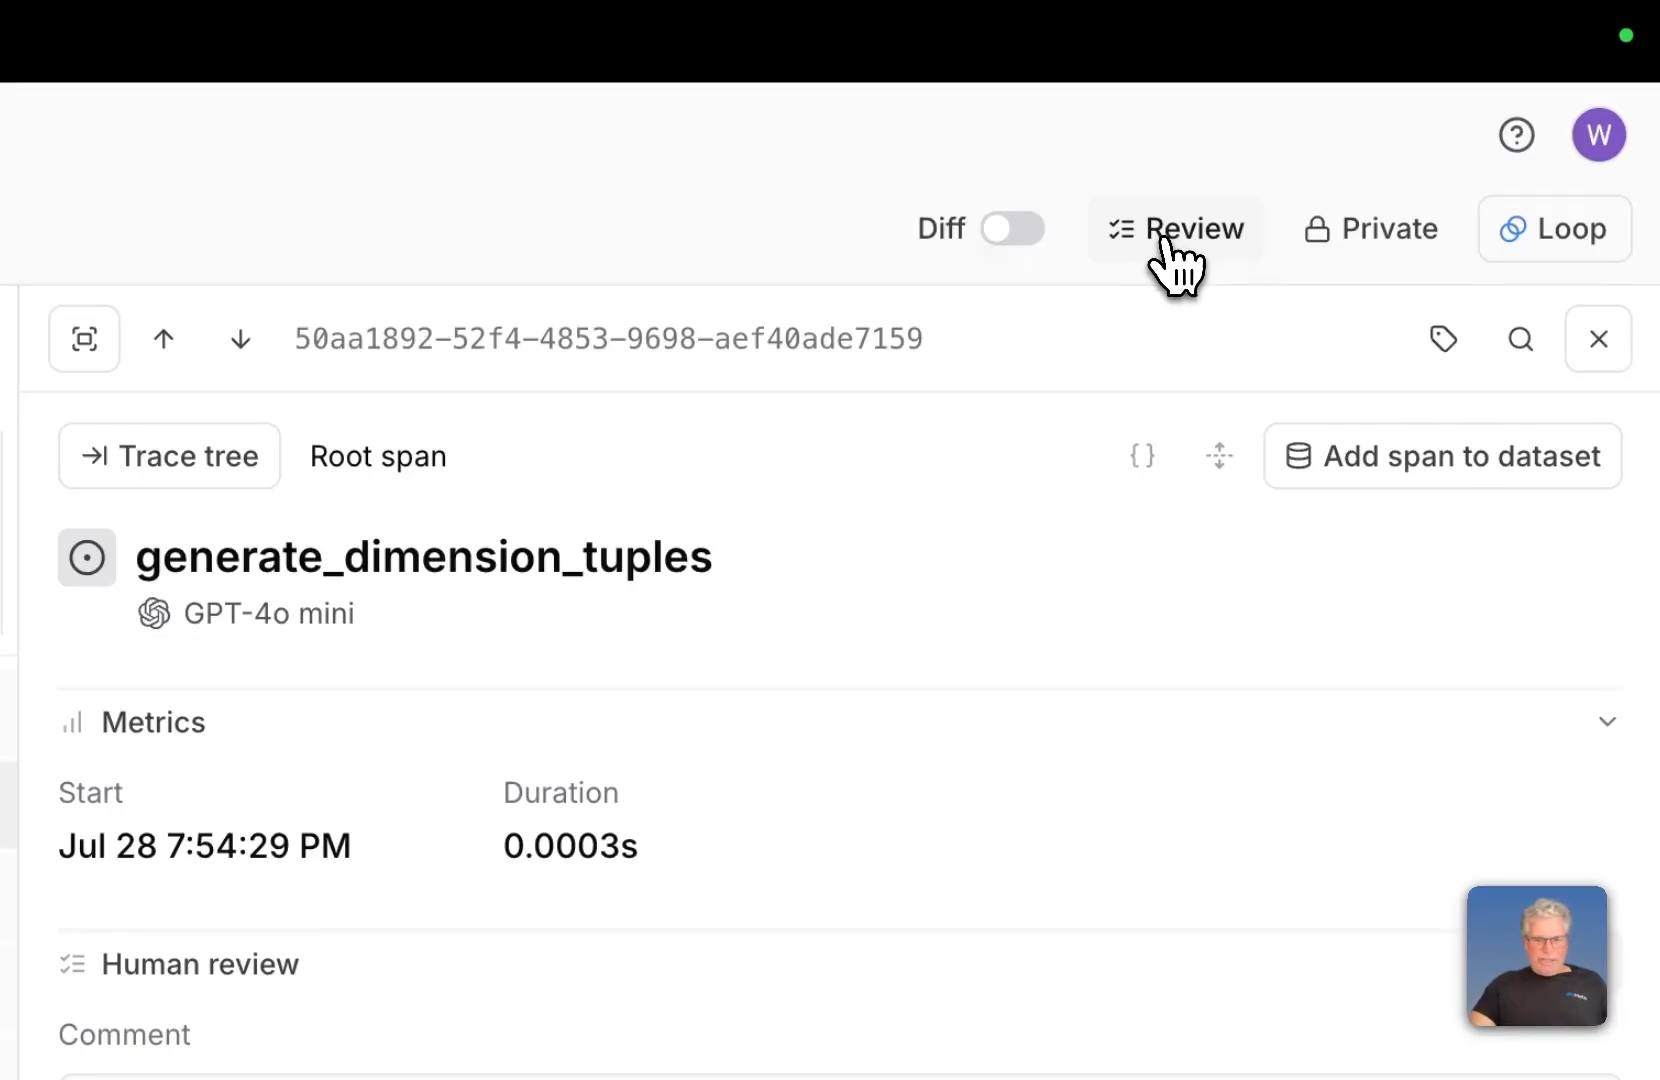 W
Diff
Review
Private
Loop
50aa1892-52f4-4853-9698-aef40ade7159
Trace tree
Root span
Add span to dataset
generate_dimension_tuples
GPT-4o mini
Metrics
Start
Duration
Jul 28 7:54:29 PM
0.0003s
Human review
Comment